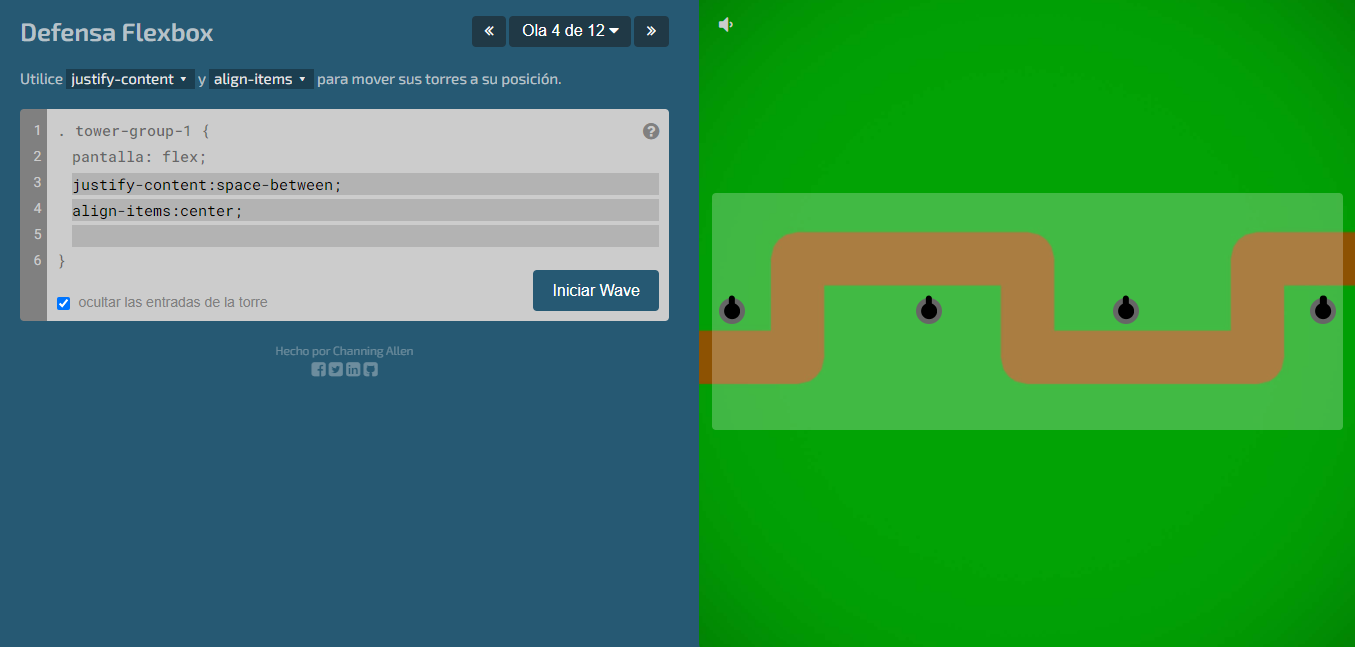 Defensa Flexbox
« Ola 4 de 12 »
Utilice justify-content y align-items para mover sus torres a su posición.
1 . tower-group-1 {
2 pantalla: flex;
3 justify-content:space-between;
4 align-items:center;
5
6 }
ocultar las entradas de la torre
Iniciar Wave
Hecho por Channing Allen